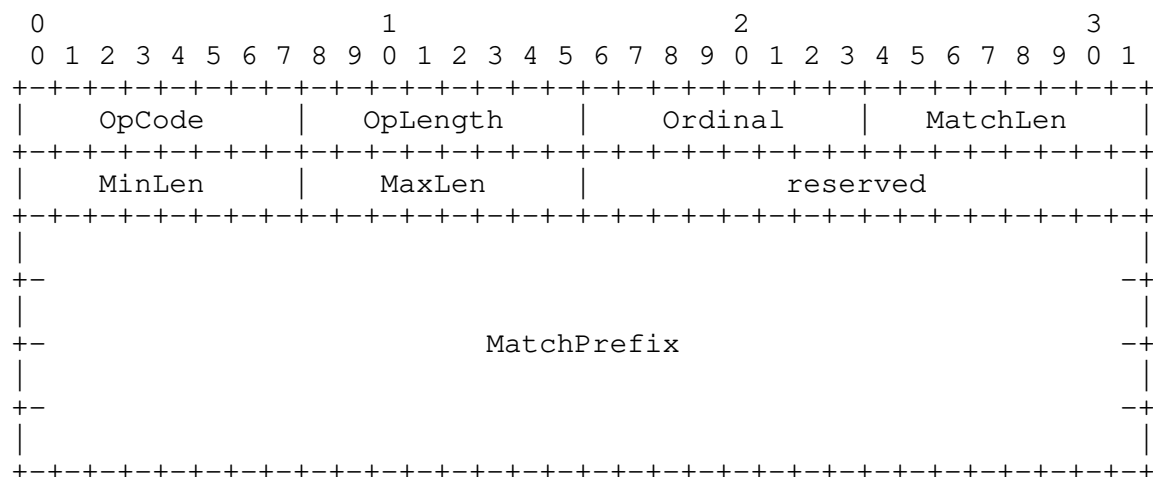 0                   1                   2                   3
 0 1 2 3 4 5 6 7 8 9 0 1 2 3 4 5 6 7 8 9 0 1 2 3 4 5 6 7 8 9 0 1
+-+-+-+-+-+-+-+-+-+-+-+-+-+-+-+-+-+-+-+-+-+-+-+-+-+-+-+-+-+-+-+-+
|    OpCode     |   OpLength    |    Ordinal    |   MatchLen    |
+-+-+-+-+-+-+-+-+-+-+-+-+-+-+-+-+-+-+-+-+-+-+-+-+-+-+-+-+-+-+-+-+
|    MinLen     |    MaxLen     |           reserved            |
+-+-+-+-+-+-+-+-+-+-+-+-+-+-+-+-+-+-+-+-+-+-+-+-+-+-+-+-+-+-+-+-+
|                                                               |
+-                                                             -+
|                                                               |
+-                         MatchPrefix                         -+
|                                                               |
+-                                                             -+
|                                                               |
+-+-+-+-+-+-+-+-+-+-+-+-+-+-+-+-+-+-+-+-+-+-+-+-+-+-+-+-+-+-+-+-+